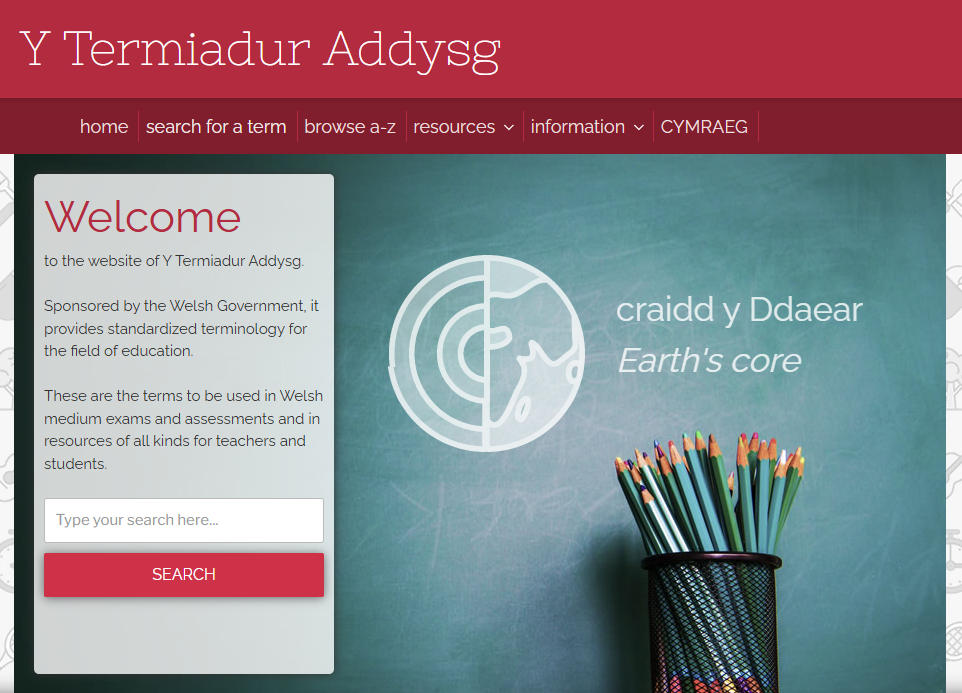 Y Termiadur Addysg
home search for a term browse a-z resources information CYMRAEG
Welcome
to the website of Y Termiadur Addysg.
Sponsored by the Welsh Government, it
provides standardized terminology for
the field of education.
These are the terms to be used in Welsh
medium exams and assessments and in
resources of all kinds for teachers and
students.
Type your search here...
SEARCH
craidd y Ddaear
Earth's core